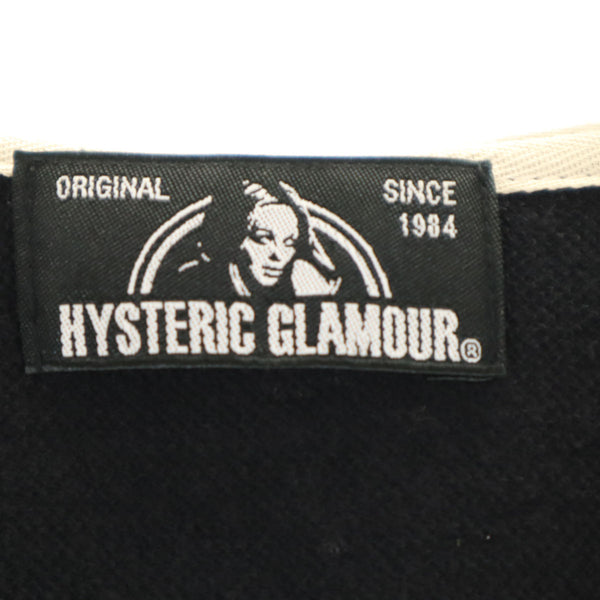 ORIGINAL
SINCE
1984
HYSTERIC GLAMOUR®